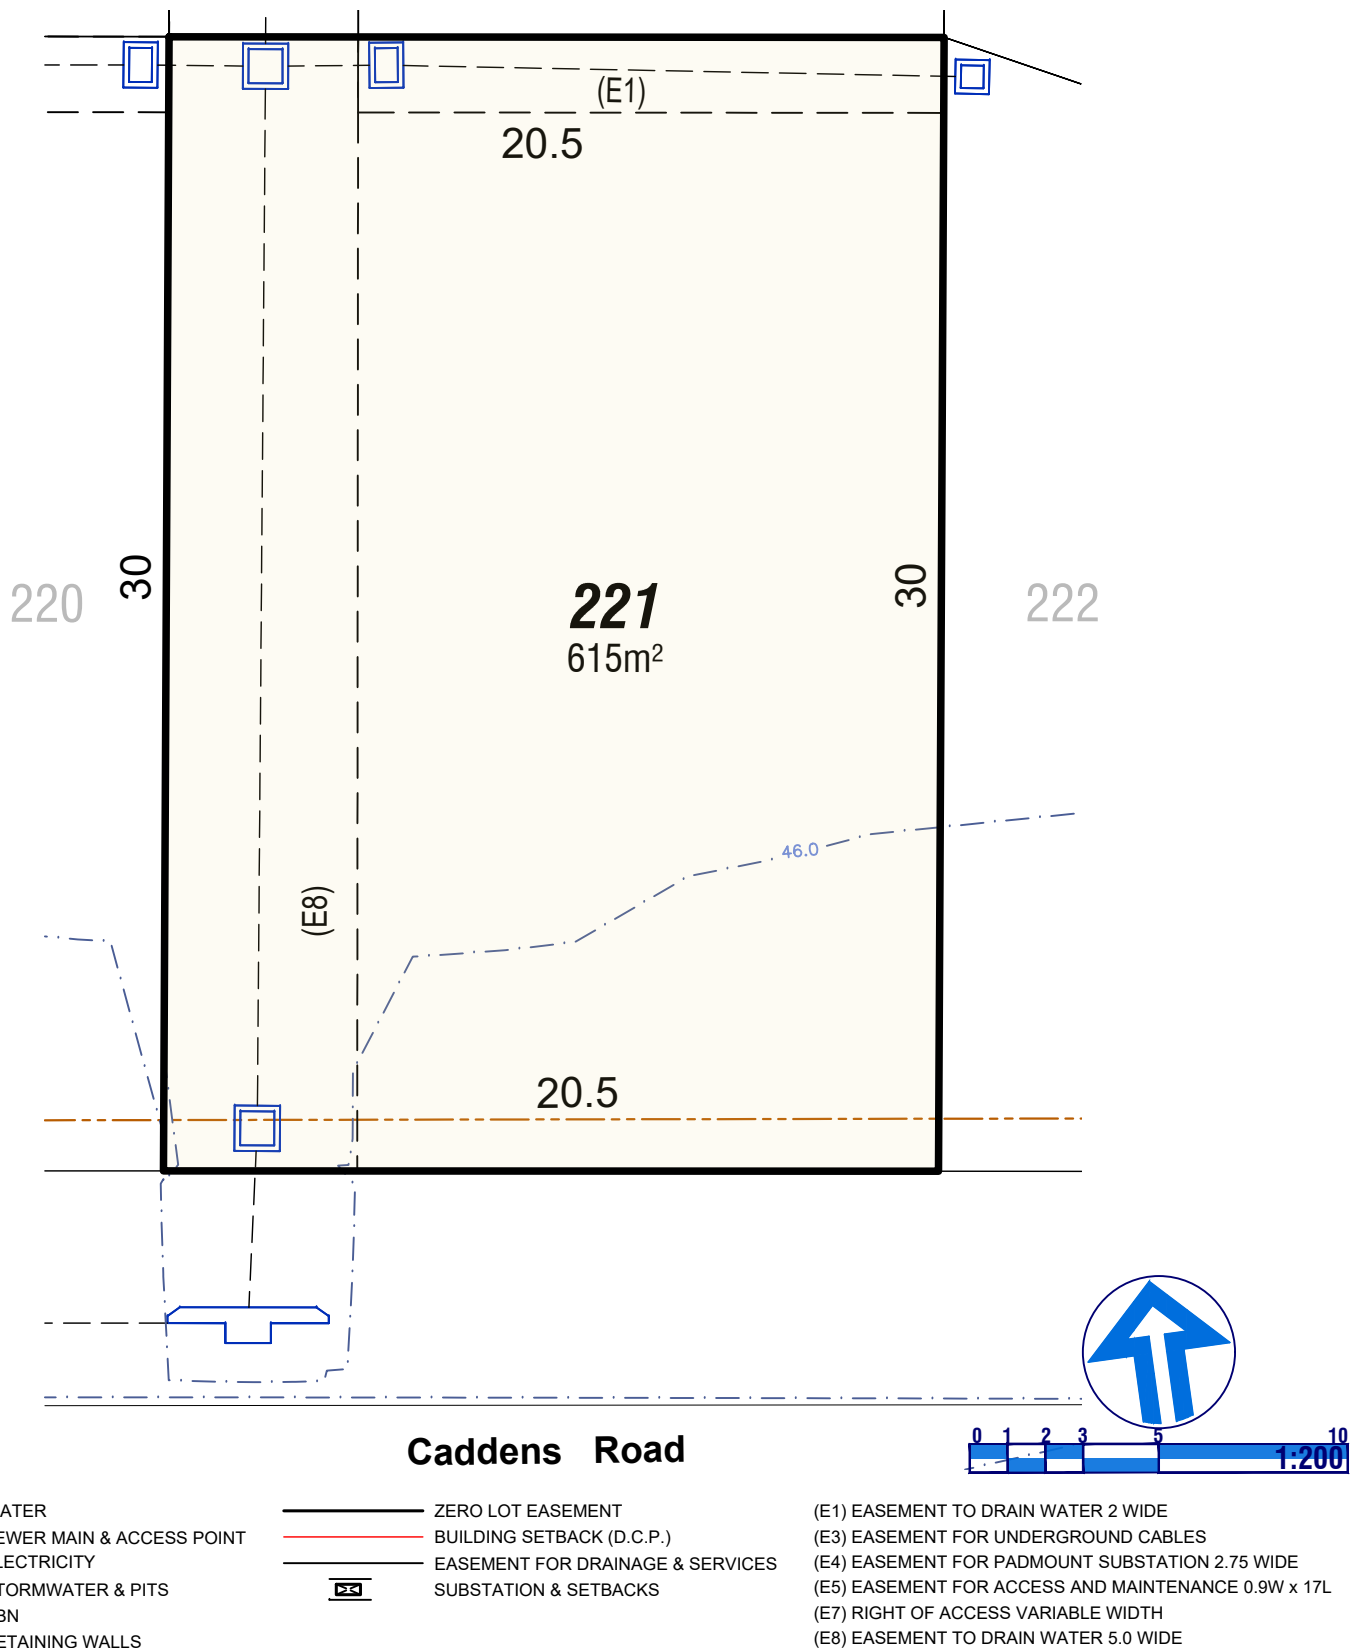 (E1)
20.5
30
30
220
221
615m²
222
46.0
(E8)
20.5
Caddens Road
0 1 2 3 5 10
1:200
ATER
EWER MAIN & ACCESS POINT
LECTRICITY
TORMWATER & PITS
BN
ETAINING WALLS
ZERO LOT EASEMENT
BUILDING SETBACK (D.C.P.)
EASEMENT FOR DRAINAGE & SERVICES
SUBSTATION & SETBACKS
(E1) EASEMENT TO DRAIN WATER 2 WIDE
(E3) EASEMENT FOR UNDERGROUND CABLES
(E4) EASEMENT FOR PADMOUNT SUBSTATION 2.75 WIDE
(E5) EASEMENT FOR ACCESS AND MAINTENANCE 0.9W x 17L
(E7) RIGHT OF ACCESS VARIABLE WIDTH
(E8) EASEMENT TO DRAIN WATER 5.0 WIDE